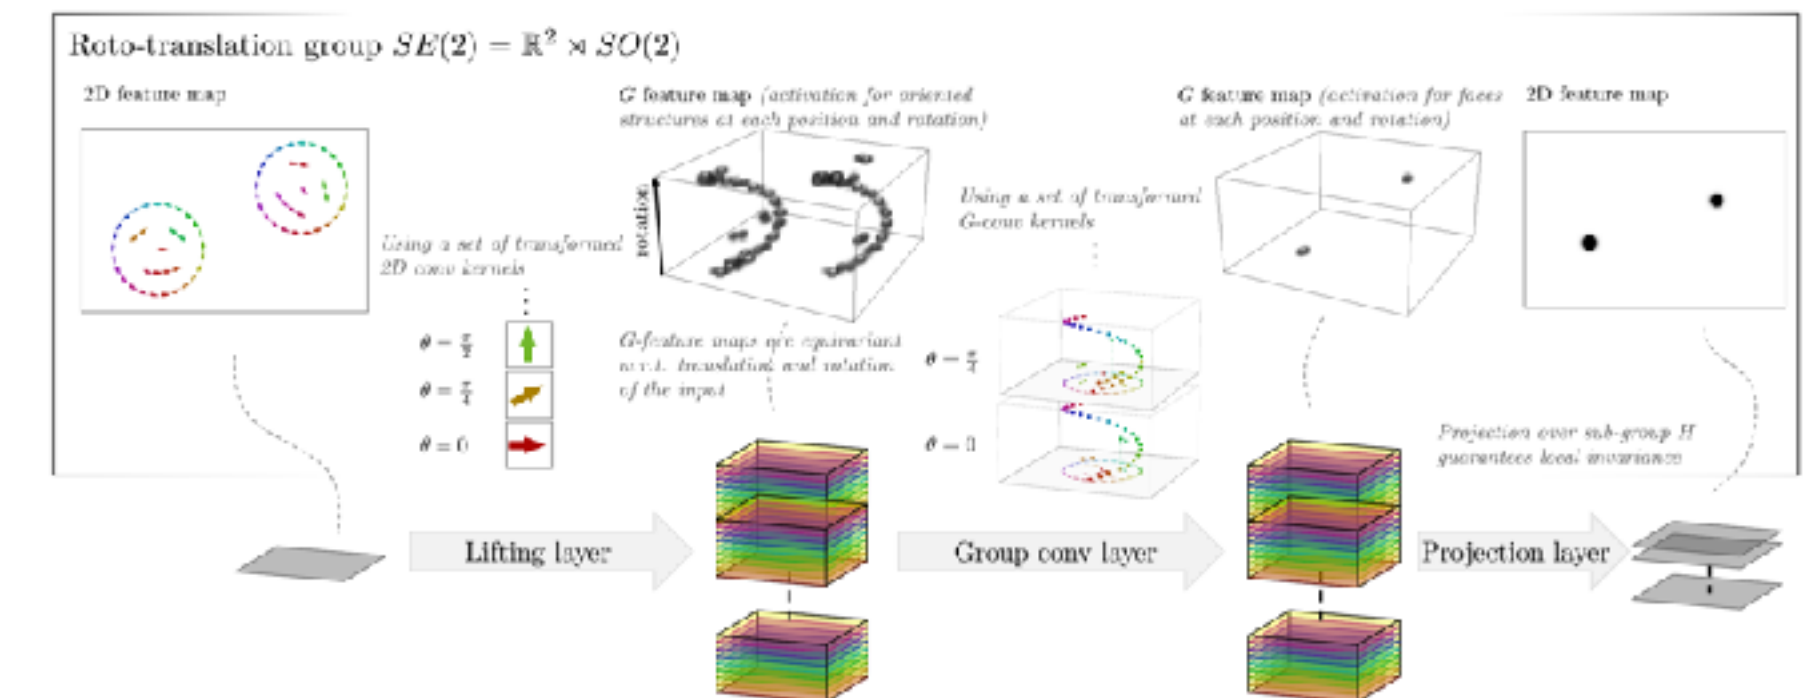 Roto-translation group SE(2) = ℝ² ⋊ SO(2)
2D feature map
G feature map (activation for oriented
structures at each position and rotation)
G feature map (activation for faces
at each position and rotation)
2D feature map
rotation
Using a set of transformed
2D conv kernels
Using a set of transformed
G-conv kernels
θ = π/2
θ = π/4
θ = 0
G-feature maps are equivariant
w.r.t. translation and rotation
of the input
θ = π/4
θ = 0
Projection over sub-group H
guarantees local invariance
Lifting layer
Group conv layer
Projection layer